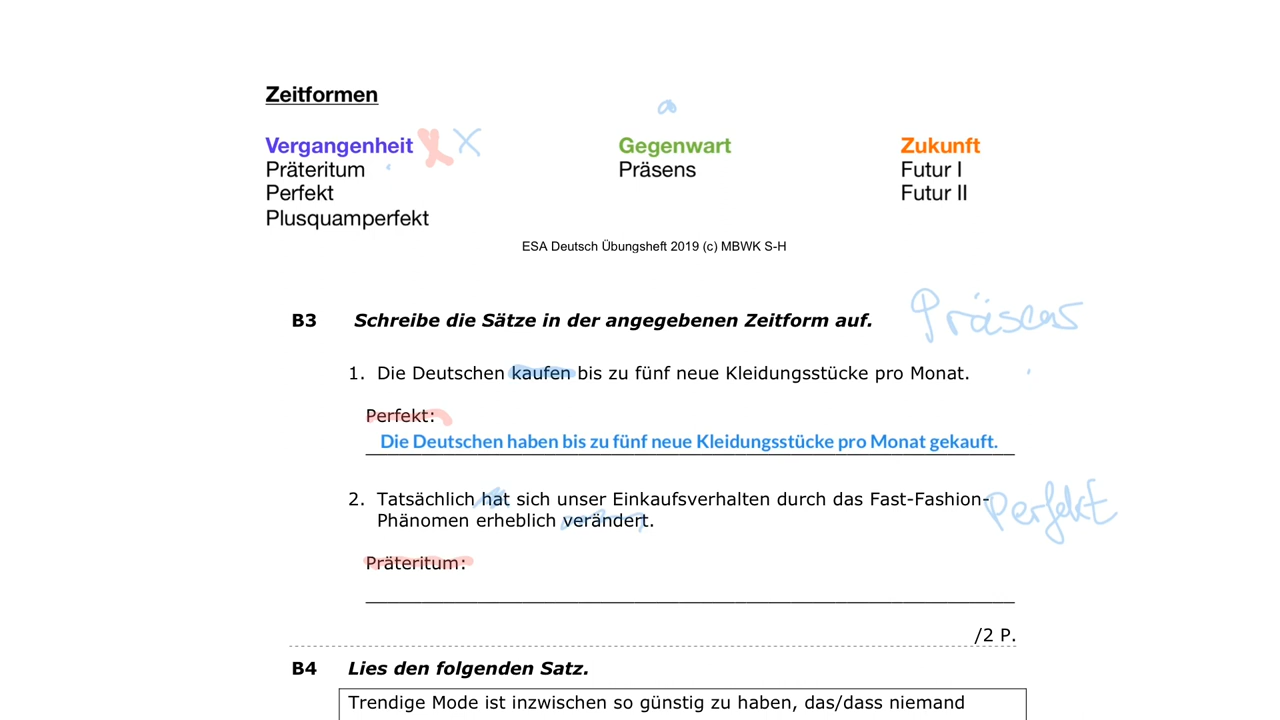 Zeitformen
Vergangenheit Gegenwart Zukunft
Präteritum Präsens Futur I
Perfekt Futur II
Plusquamperfekt
ESA Deutsch Übungsheft 2019 (c) MBWK S-H
Präsens
B3 Schreibe die Sätze in der angegebenen Zeitform auf.
1. Die Deutschen kaufen bis zu fünf neue Kleidungsstücke pro Monat.
Perfekt:
Die Deutschen haben bis zu fünf neue Kleidungsstücke pro Monat gekauft.
2. Tatsächlich hat sich unser Einkaufsverhalten durch das Fast-Fashion-
Phänomen erheblich verändert.
Perfekt
Präteritum:
/2 P.
B4 Lies den folgenden Satz.
Trendige Mode ist inzwischen so günstig zu haben, das/dass niemand